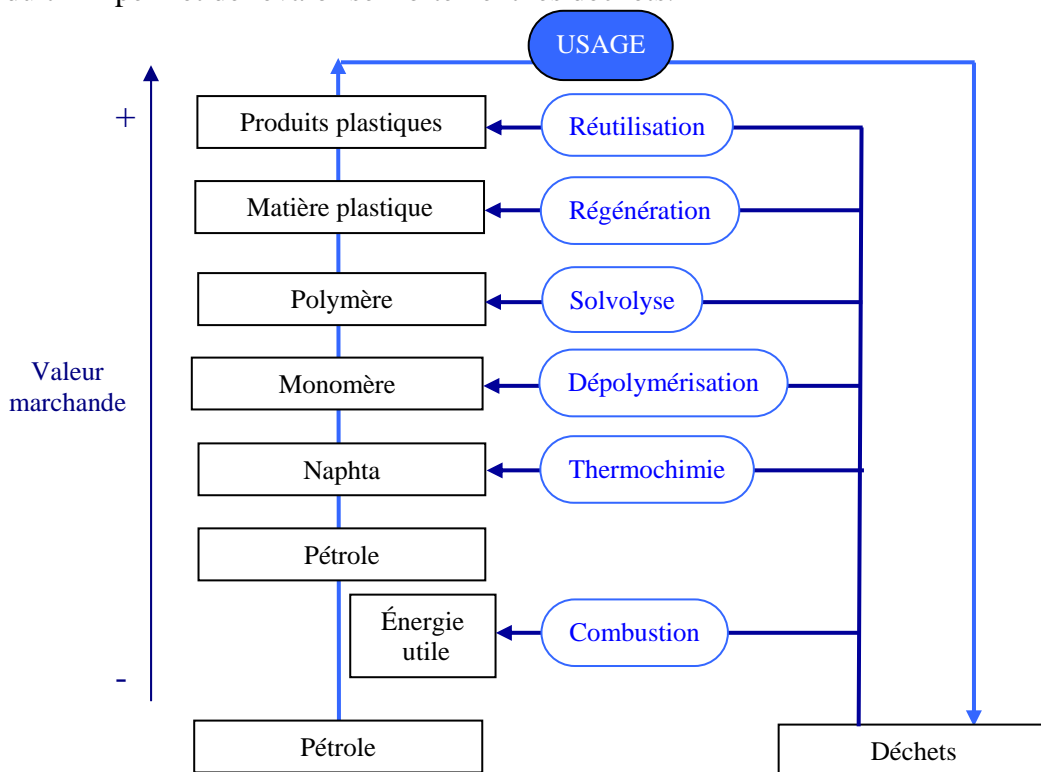 USAGE
+
Produits plastiques
Réutilisation
Matière plastique
Régénération
Polymère
Solvolyse
Valeur
marchande
Monomère
Dépolymérisation
Naphta
Thermochimie
Pétrole
Énergie
utile
Combustion
-
Pétrole
Déchets